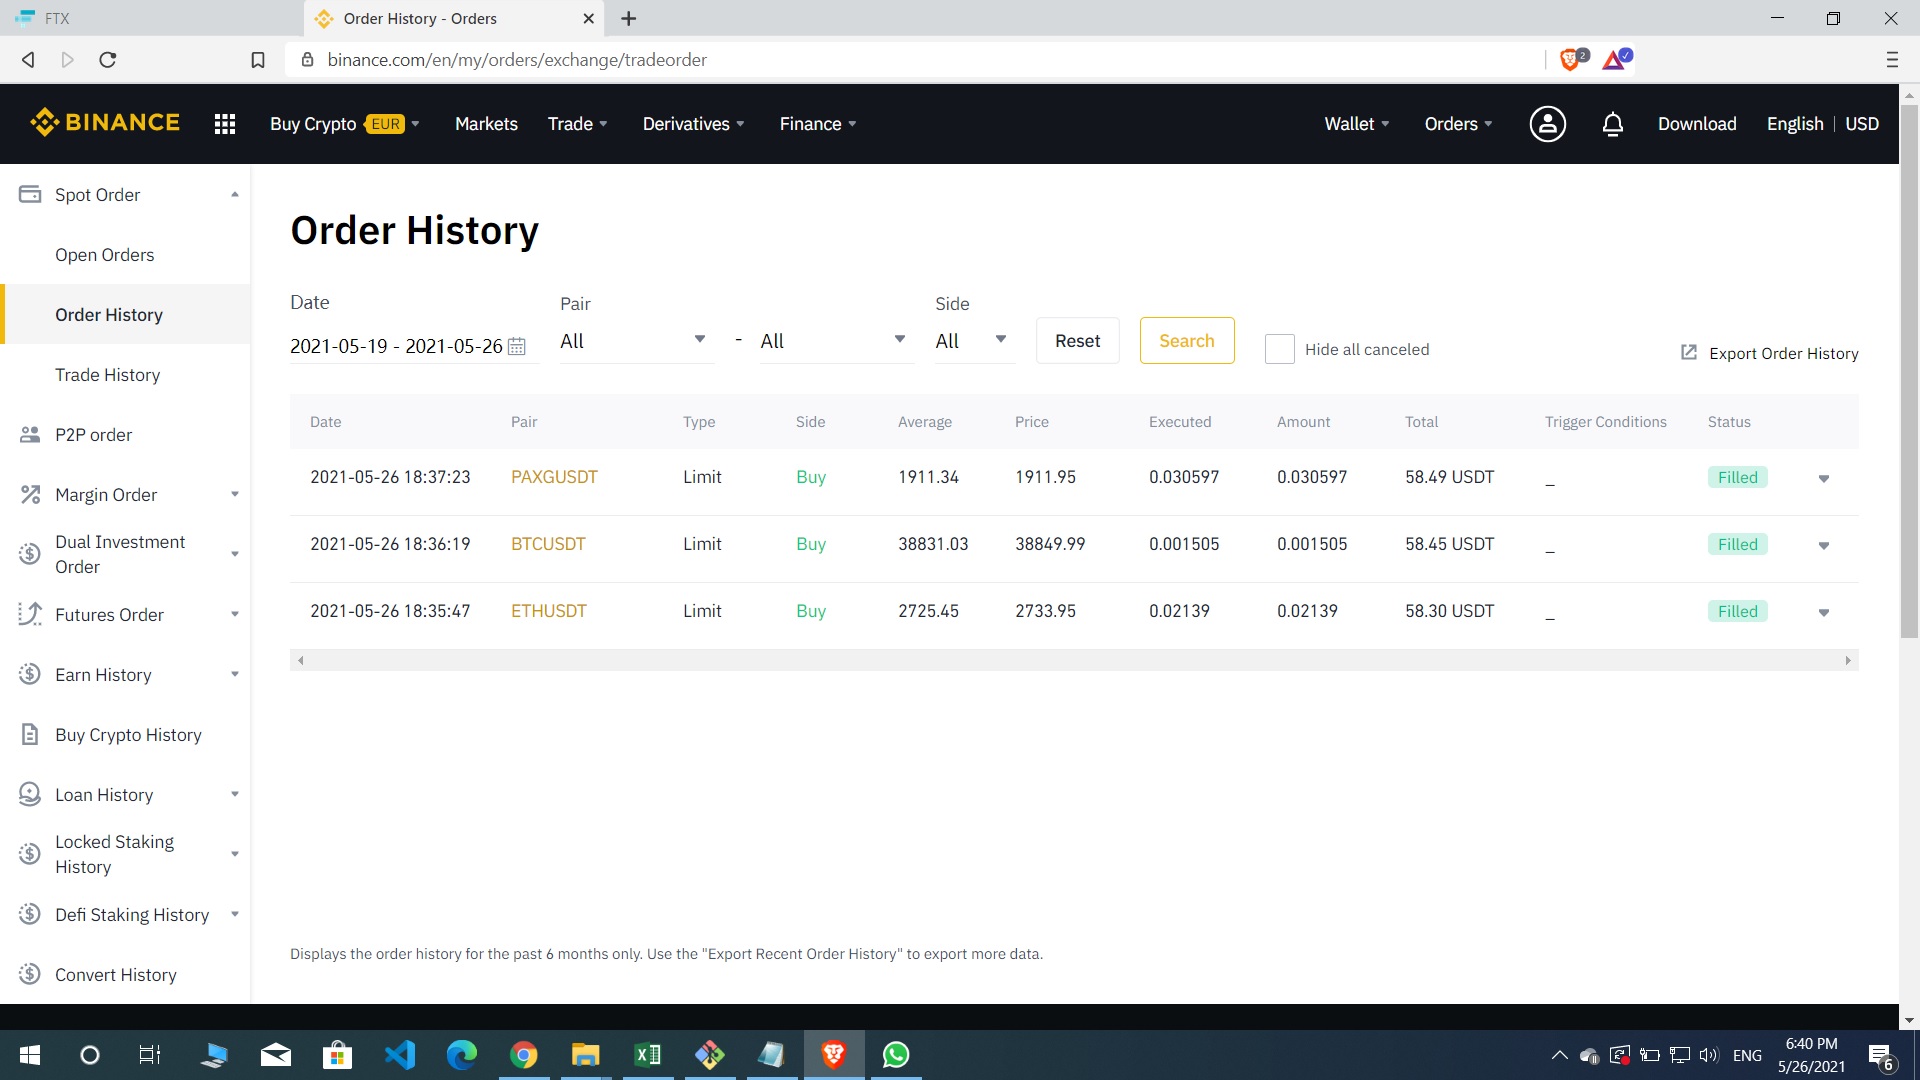 FTX
Order History - Orders
binance.com/en/my/orders/exchange/tradeorder
2
BINANCE
Buy Crypto EUR
Markets
Trade
Derivatives
Finance
Wallet
Orders
Download
English
USD
Spot Order
Open Orders
Order History
Trade History
P2P order
Margin Order
Dual Investment
Order
Futures Order
Earn History
Buy Crypto History
Loan History
Locked Staking
History
Defi Staking History
Convert History
Order History
Date
Pair
Side
2021-05-19 - 2021-05-26
All
-
All
All
Reset
Search
Hide all canceled
Export Order History
Date Pair Type Side Average Price Executed Amount Total Trigger Conditions Status
2021-05-26 18:37:23 PAXGUSDT Limit Buy 1911.34 1911.95 0.030597 0.030597 58.49 USDT _ Filled
2021-05-26 18:36:19 BTCUSDT Limit Buy 38831.03 38849.99 0.001505 0.001505 58.45 USDT _ Filled
2021-05-26 18:35:47 ETHUSDT Limit Buy 2725.45 2733.95 0.02139 0.02139 58.30 USDT _ Filled
Displays the order history for the past 6 months only. Use the "Export Recent Order History" to export more data.
ENG
6:40 PM
5/26/2021
6